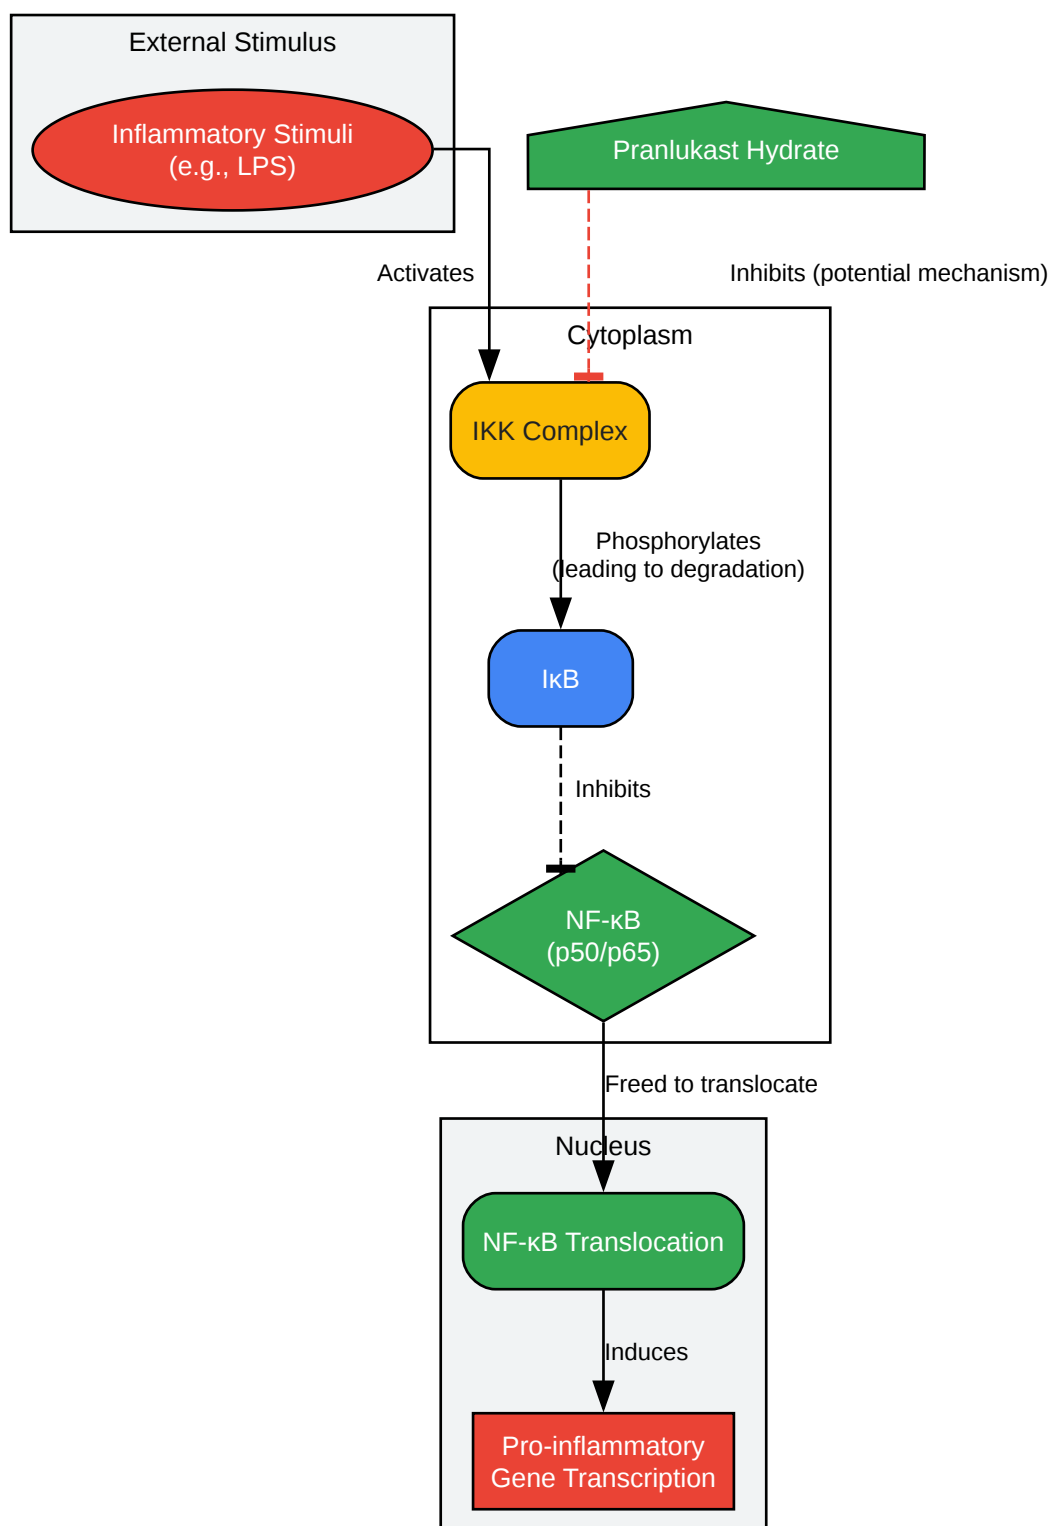 External Stimulus
Inflammatory Stimuli
(e.g., LPS)
Pranlukast Hydrate
Activates
Inhibits (potential mechanism)
Cytoplasm
IKK Complex
Phosphorylates
(leading to degradation)
IκB
Inhibits
NF-κB
(p50/p65)
Freed to translocate
Nucleus
NF-κB Translocation
Induces
Pro-inflammatory
Gene Transcription